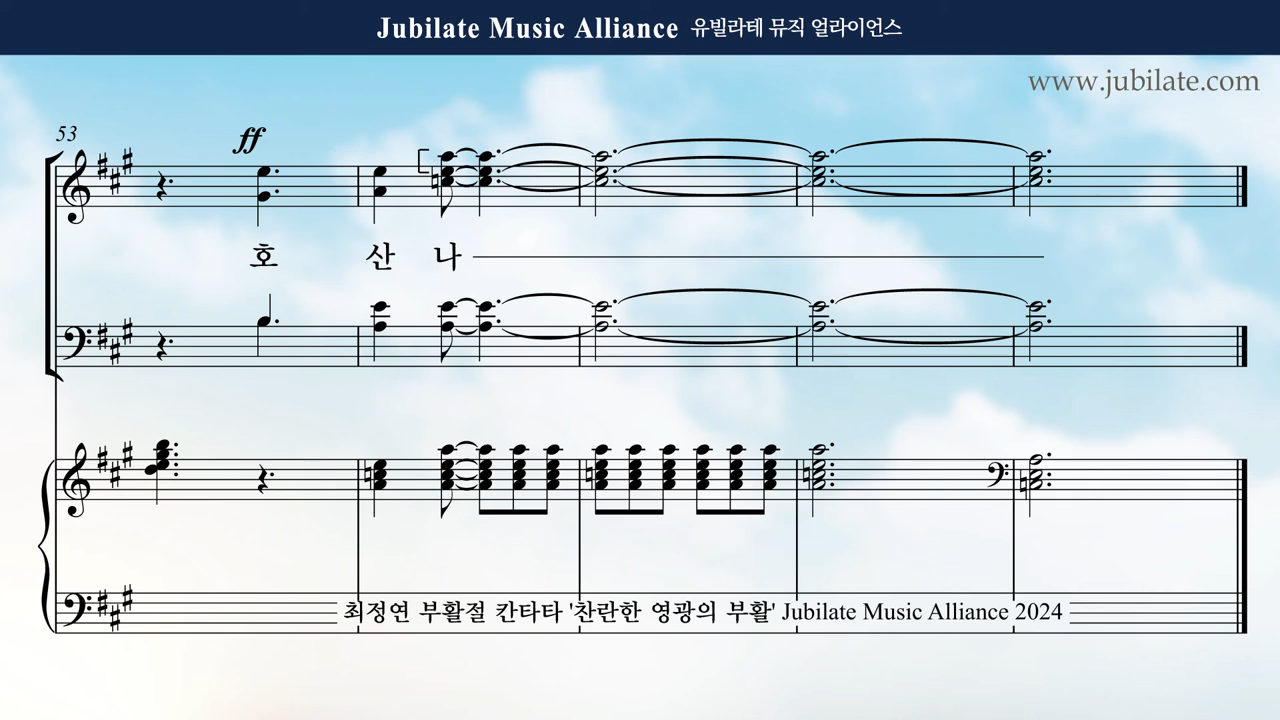 Jubilate Music Alliance 유빌라테 뮤직 얼라이언스
www.jubilate.com
53
ff
호 산 나
최정연 부활절 칸타타 '찬란한 영광의 부활' Jubilate Music Alliance 2024